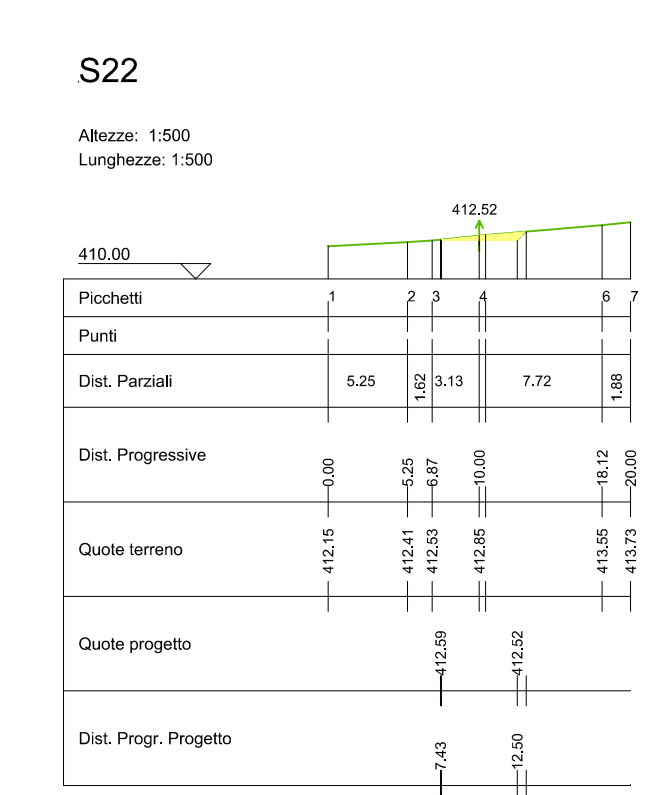 S22
Altezze: 1:500
Lunghezze: 1:500
412.52
410.00
Picchetti 1 2 3 4 6 7
Punti
Dist. Parziali 5.25 1.62 3.13 7.72 1.88
Dist. Progressive 0.00 5.25 6.87 10.00 18.12 20.00
Quote terreno 412.15 412.41 412.53 412.85 413.55 413.73
Quote progetto 412.59 412.52
Dist. Progr. Progetto 7.43 12.50